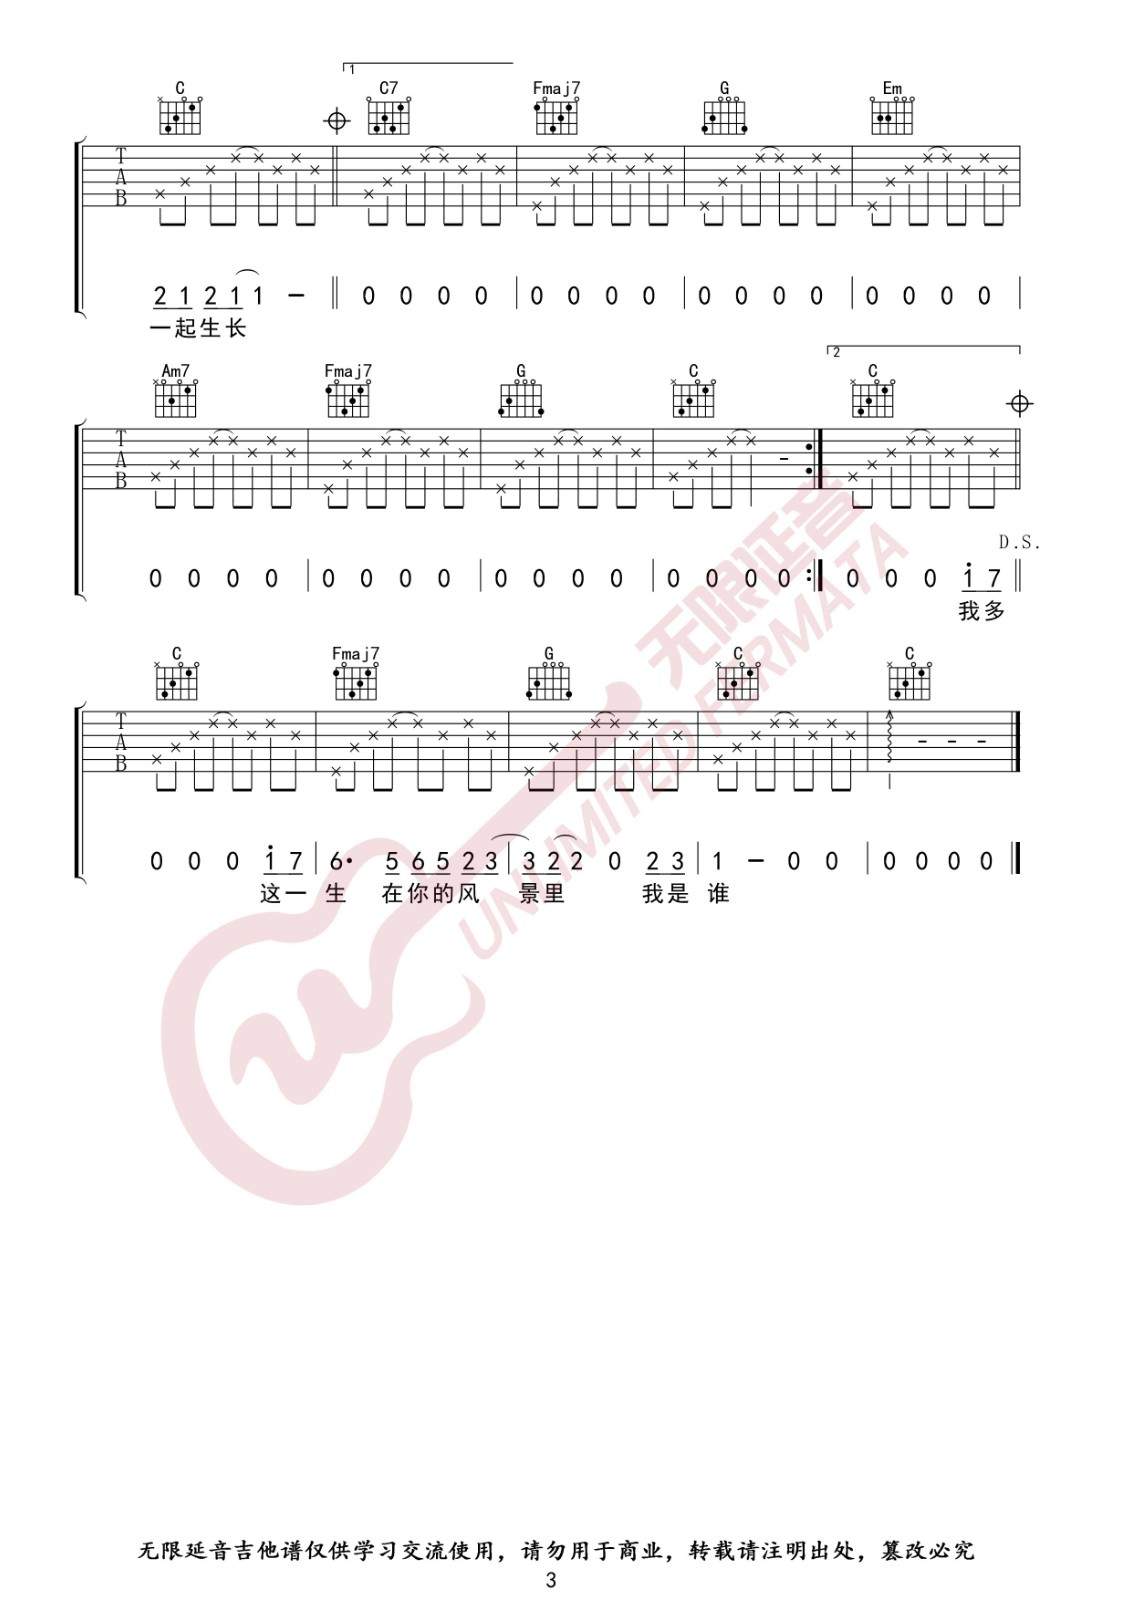 1
C C7 Fmaj7 G Em
T
A
B
2 1 2 1 1 - 0 0 0 0 0 0 0 0 0 0 0 0 0 0 0 0
一起生长
2
Am7 Fmaj7 G C C
T
A
B
D.S.
0 0 0 0 0 0 0 0 0 0 0 0 0 0 0 0 0 0 0 i 7
我多
C Fmaj7 G C C
T
A
B
0 0 0 i 7 6· 5 6 5 2 3 3 2 2 0 2 3 1 - 0 0 0 0 0 0
这一 生 在你的风 景里 我是 谁
无限延音
UNLIMITED FERMATA
无限延音吉他谱仅供学习交流使用，请勿用于商业，转载请注明出处，篡改必究
3